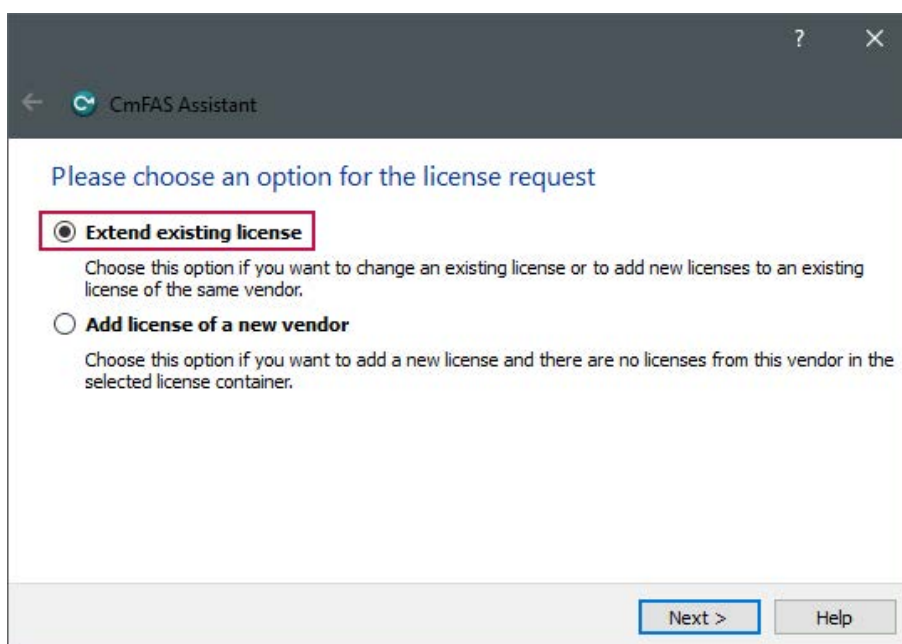 ?
CmFAS Assistant
Please choose an option for the license request
Extend existing license
Choose this option if you want to change an existing license or to add new licenses to an existing
license of the same vendor.
Add license of a new vendor
Choose this option if you want to add a new license and there are no licenses from this vendor in the
selected license container.
Next >
Help